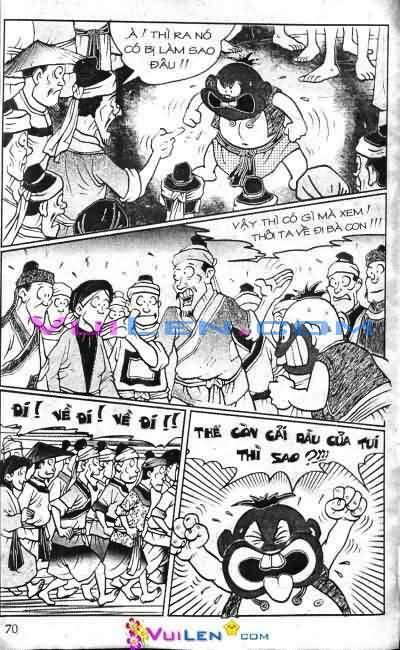 À! THÌ RA NÓ
CÓ BỊ LÀM SAO
ĐÂU!!
VẬY THÌ CÓ GÌ MÀ XEM!
THÔI TA VỀ ĐI BÀ CON!!!
VUILEN.COM
ĐI! VỀ ĐI! VỀ ĐI!!
THẾ CÒN CÁI ĐẦU CỦA TUI
THÌ SAO?!!!
70
VUILEN.COM